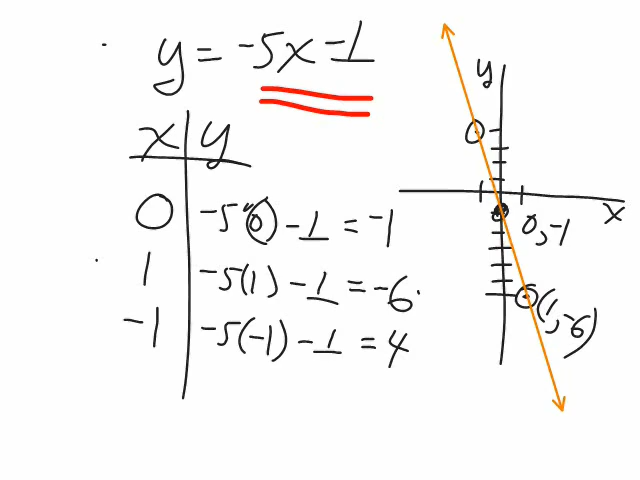 y = -5x - 1
x y
0 -5(0) - 1 = -1
1 -5(1) - 1 = -6
-1 -5(-1) - 1 = 4
y
x
0, -1
(1, -6)